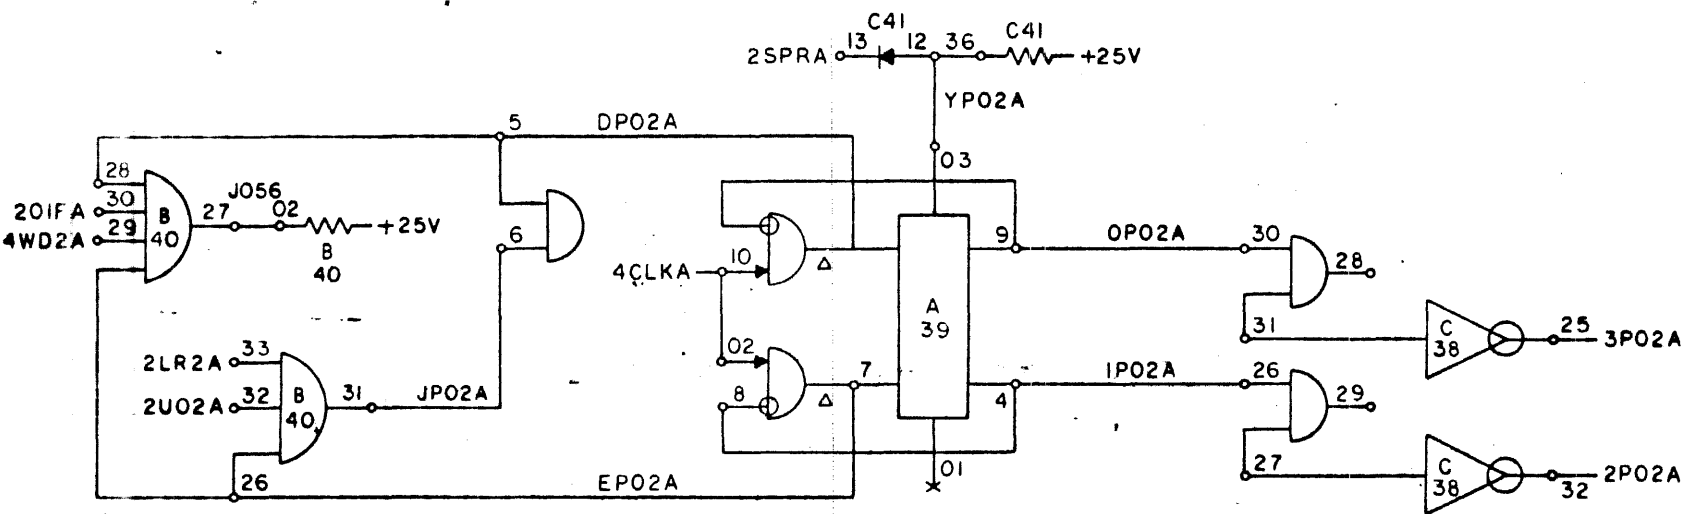 C41
C41
2SPRA 13 12 36 +25V
YP02A
5 DP02A
03
28
J056
30
20IFA B 27 02 +25V
29
4WD2A 40
B
40
6
10
4CLKA Δ
9 OP02A 30
28
A
39
31 C 25
38 3P02A
33
2LR2A
02
7 1P02A 26
29
2U02A 32 B 31 JP02A
40
8 Δ 4
26 EP02A
01
27 C
38 2P02A
32